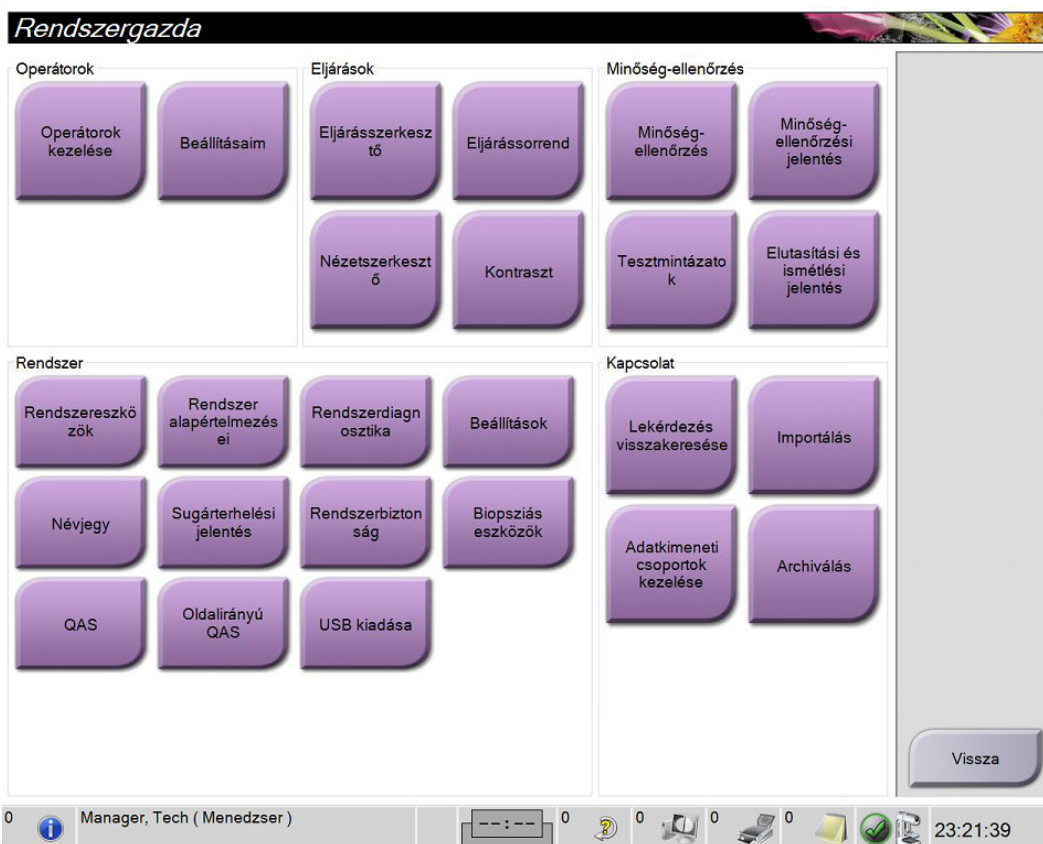 Rendszergazda
Operátorok
Operátorok
kezelése
Beállításaim
Eljárások
Eljárásszerkesz
tő
Eljárássorrend
Nézetszerkeszt
ő
Kontraszt
Minőség-ellenőrzés
Minőség-
ellenőrzés
Minőség-
ellenőrzési
jelentés
Tesztmintázato
k
Elutasítási és
ismétlési
jelentés
Rendszer
Rendszereszkö
zök
Rendszer
alapértelmezés
ei
Rendszerdiagn
osztika
Beállítások
Névjegy
Sugárterhelési
jelentés
Rendszerbizton
ság
Biopsziás
eszközök
QAS
Oldalirányú
QAS
USB kiadása
Kapcsolat
Lekérdezés
visszakeresése
Importálás
Adatkimeneti
csoportok
kezelése
Archiválás
Vissza
0
Manager, Tech ( Menedzser )
--:--
0
0
0
0
23:21:39